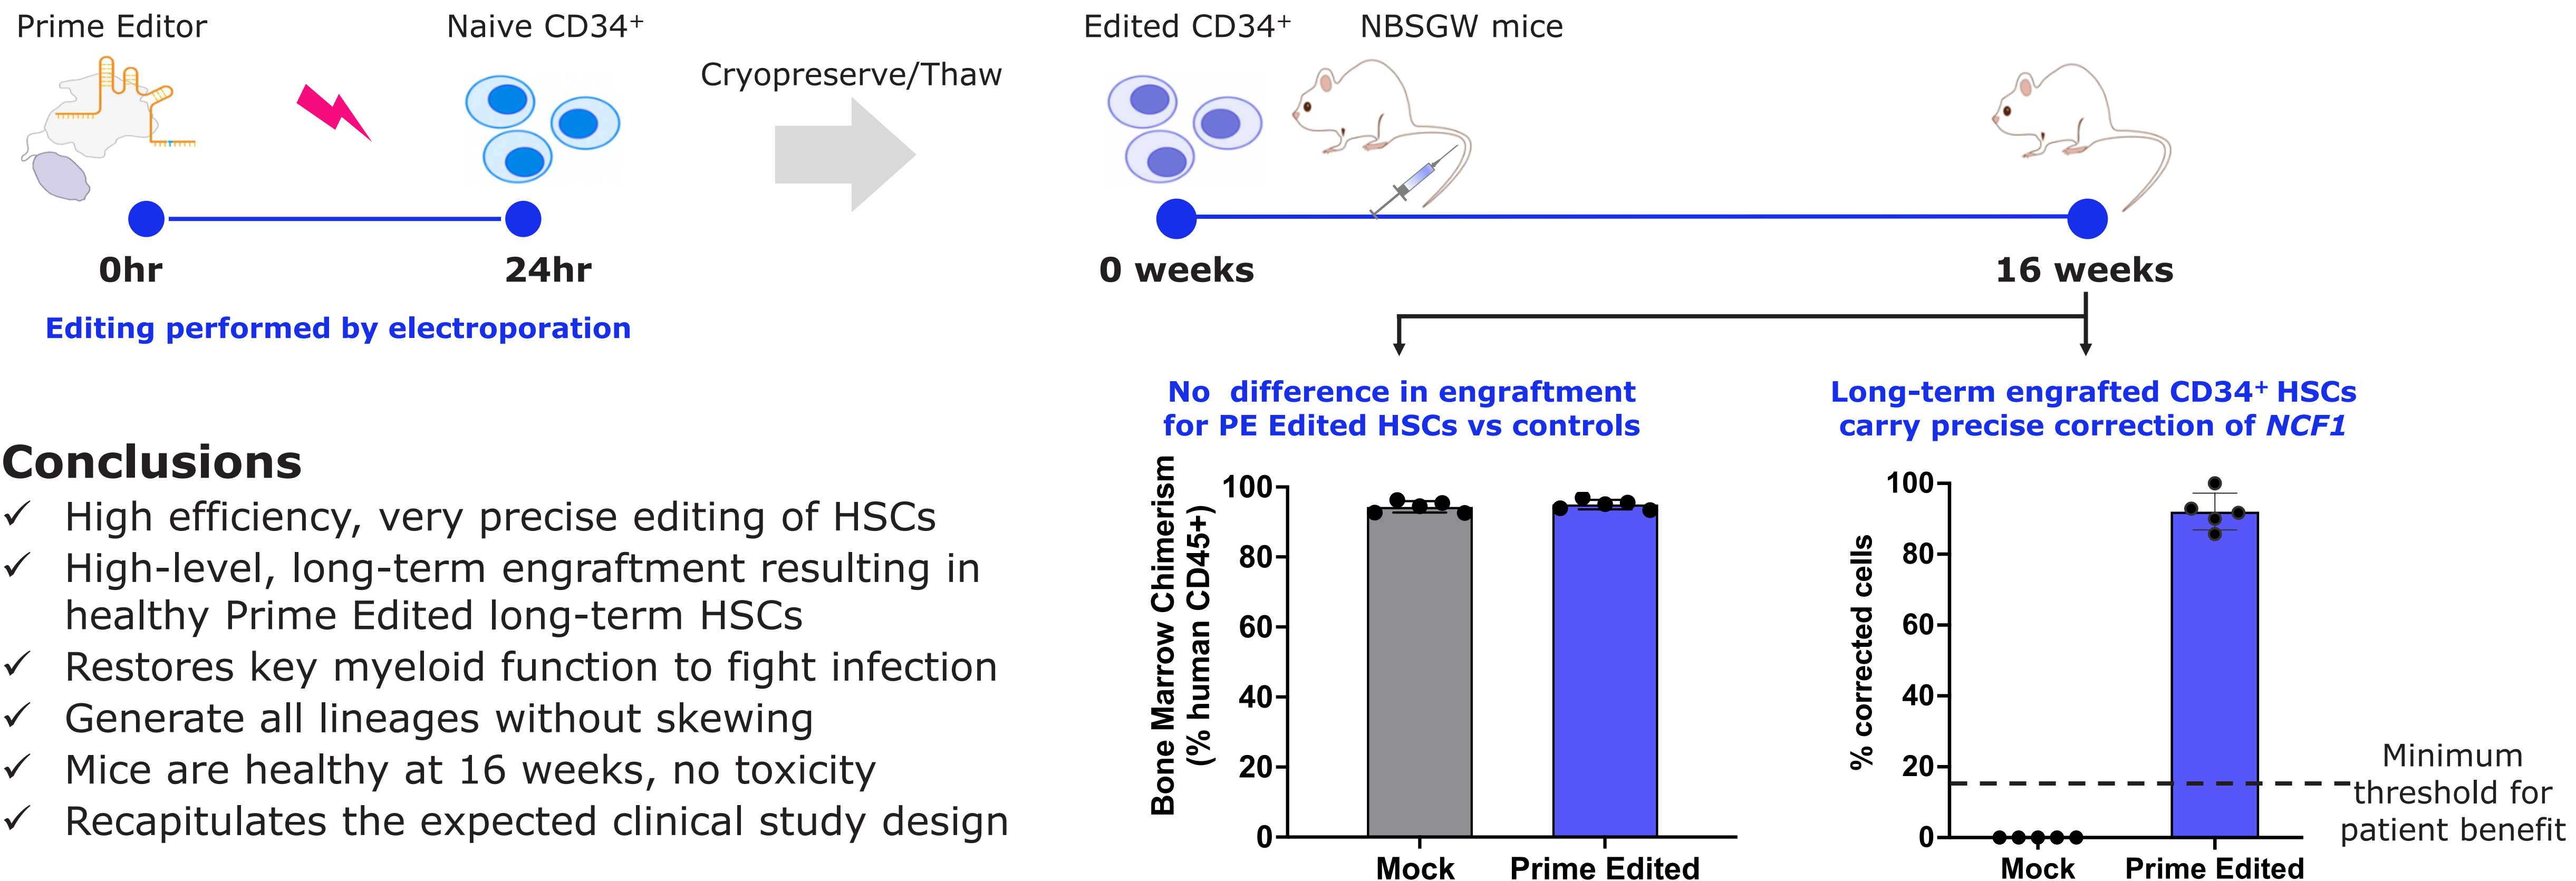 Prime Editor
Naive CD34+
Cryopreserve/Thaw
Edited CD34+
NBSGW mice
0hr
24hr
0 weeks
16 weeks
Editing performed by electroporation
No difference in engraftment
for PE Edited HSCs vs controls
Long-term engrafted CD34+ HSCs
carry precise correction of NCF1
Conclusions
✓ High efficiency, very precise editing of HSCs
✓ High-level, long-term engraftment resulting in
healthy Prime Edited long-term HSCs
✓ Restores key myeloid function to fight infection
✓ Generate all lineages without skewing
✓ Mice are healthy at 16 weeks, no toxicity
✓ Recapitulates the expected clinical study design
Bone Marrow Chimerism
(% human CD45+)
100
80
60
40
20
0
Mock
Prime Edited
% corrected cells
100
80
60
40
20
0
Mock
Prime Edited
Minimum
threshold for
patient benefit